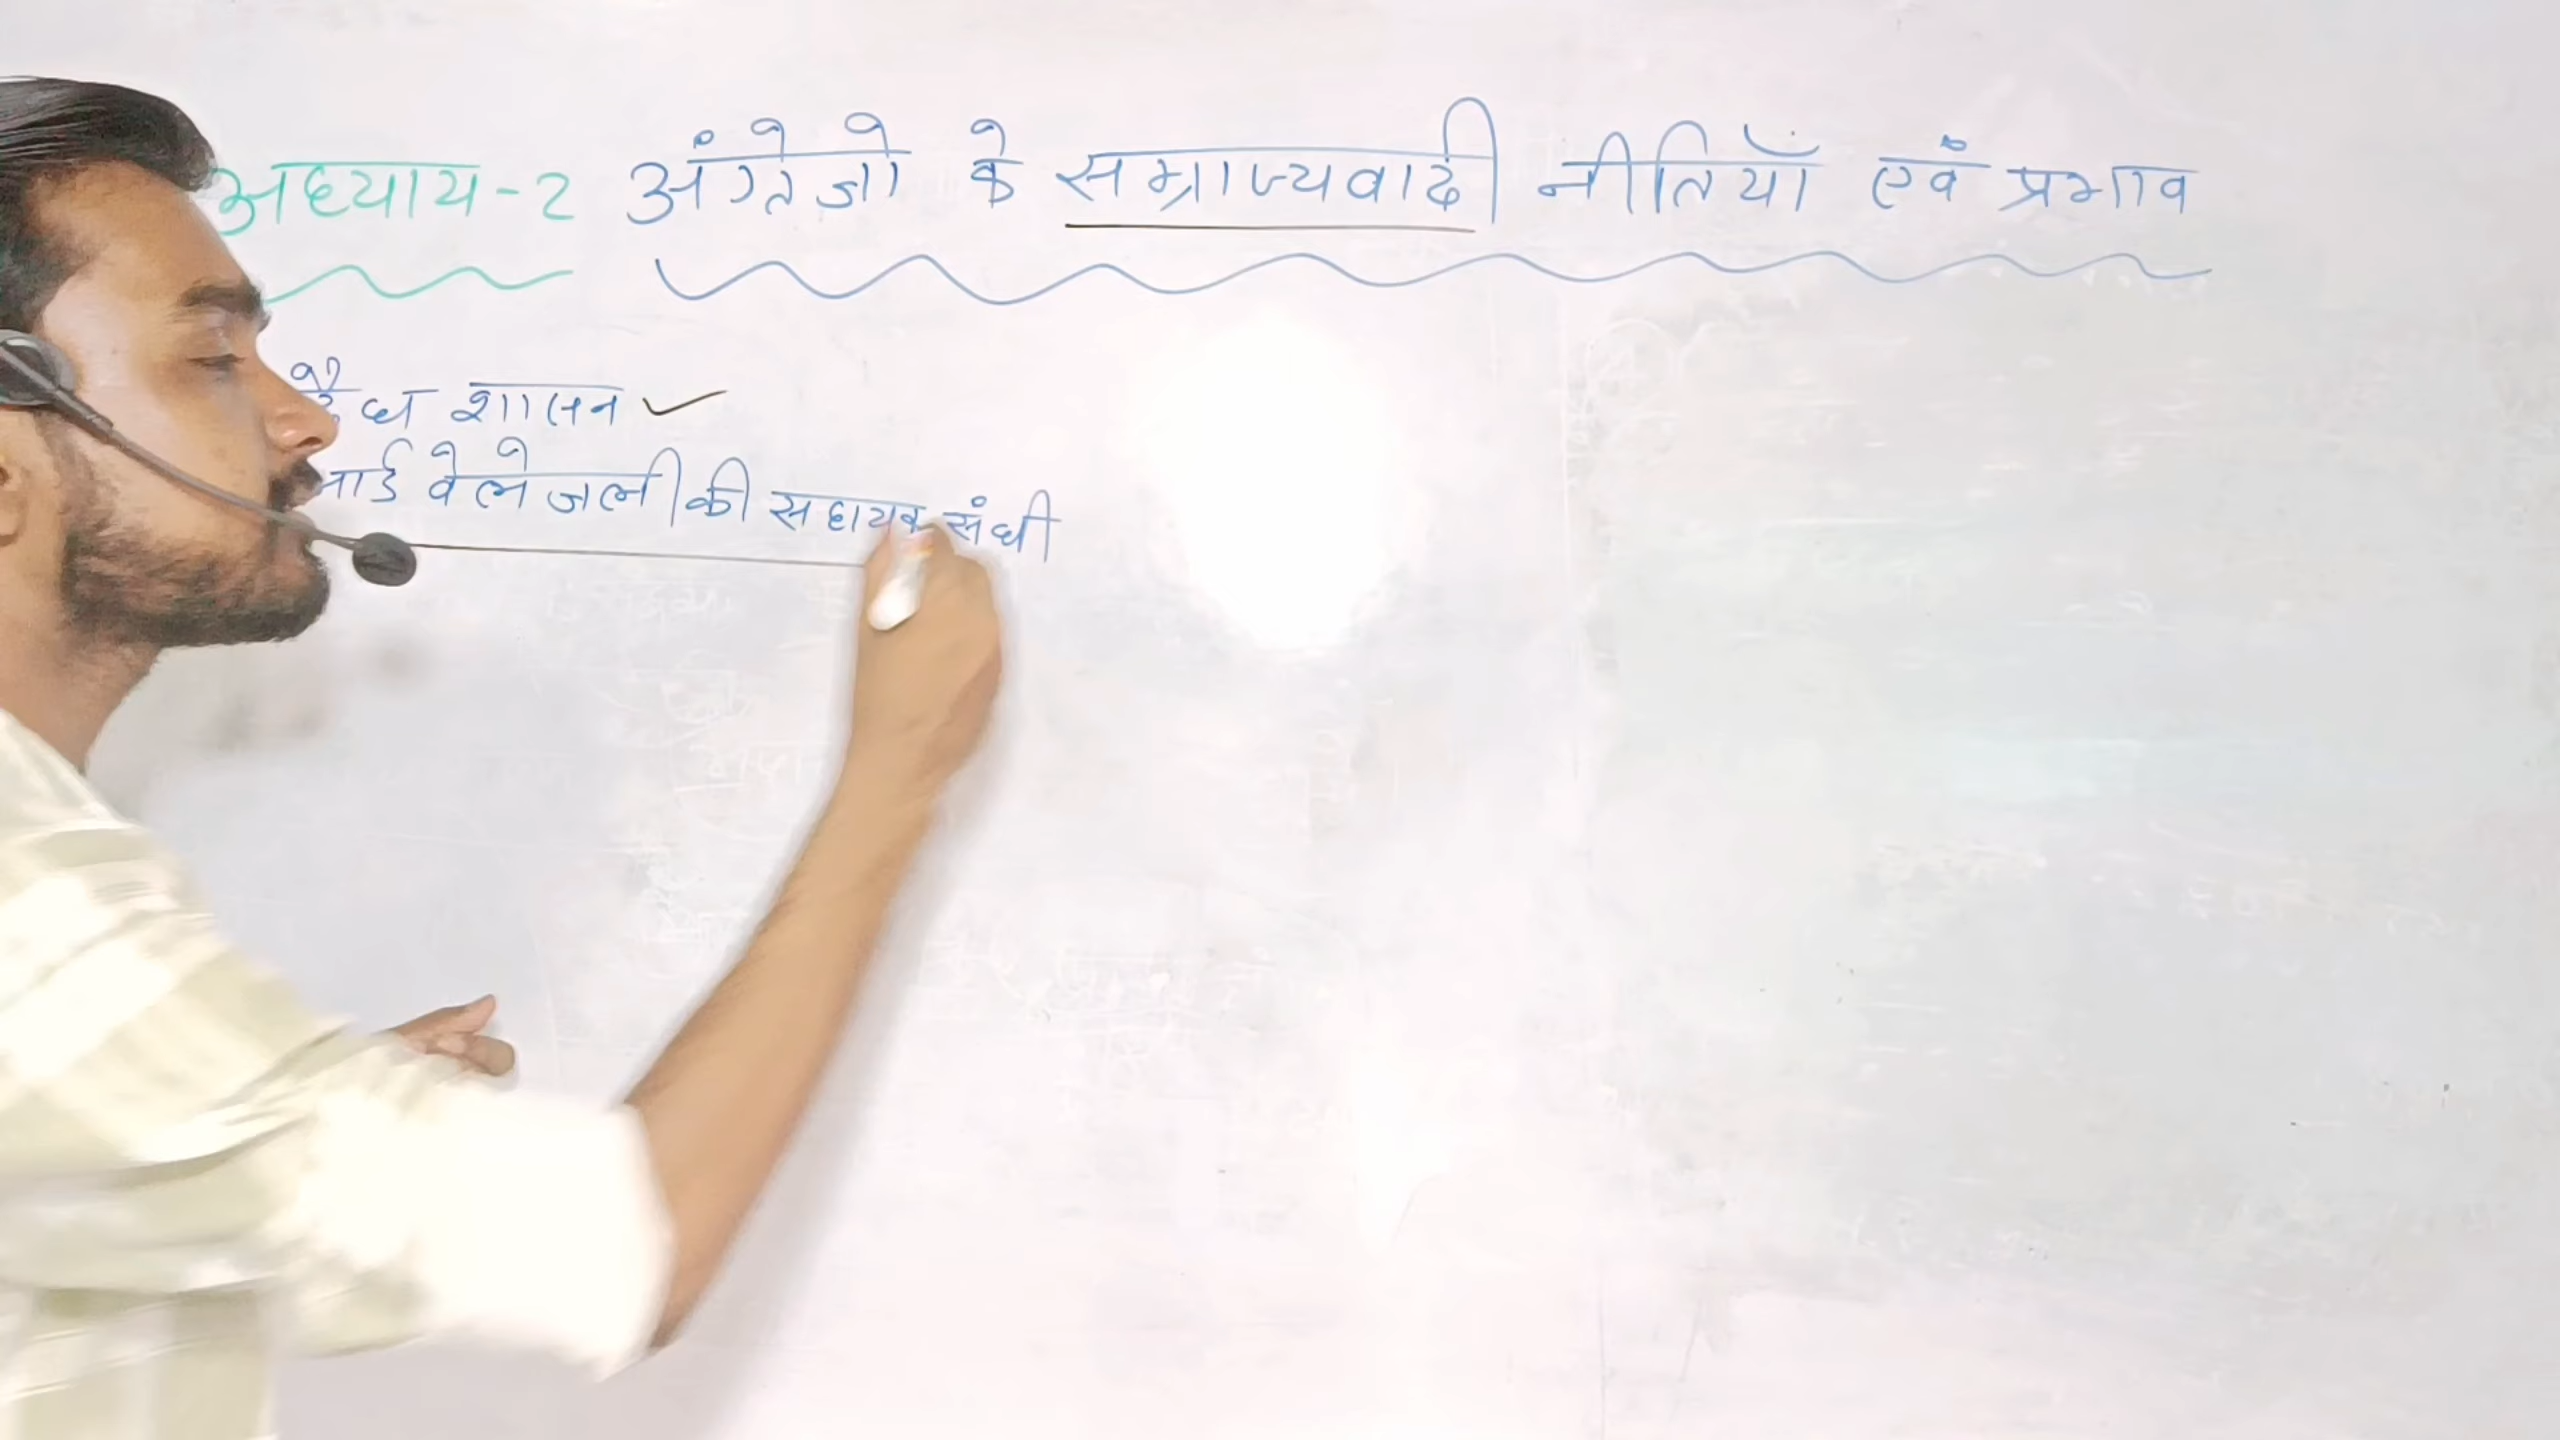 अध्याय-2 अंग्रेजो के सम्राज्यवादी नीतियाँ एवं प्रभाव
द्वैध शासन
लार्ड वेलेजली की सहायक संधी